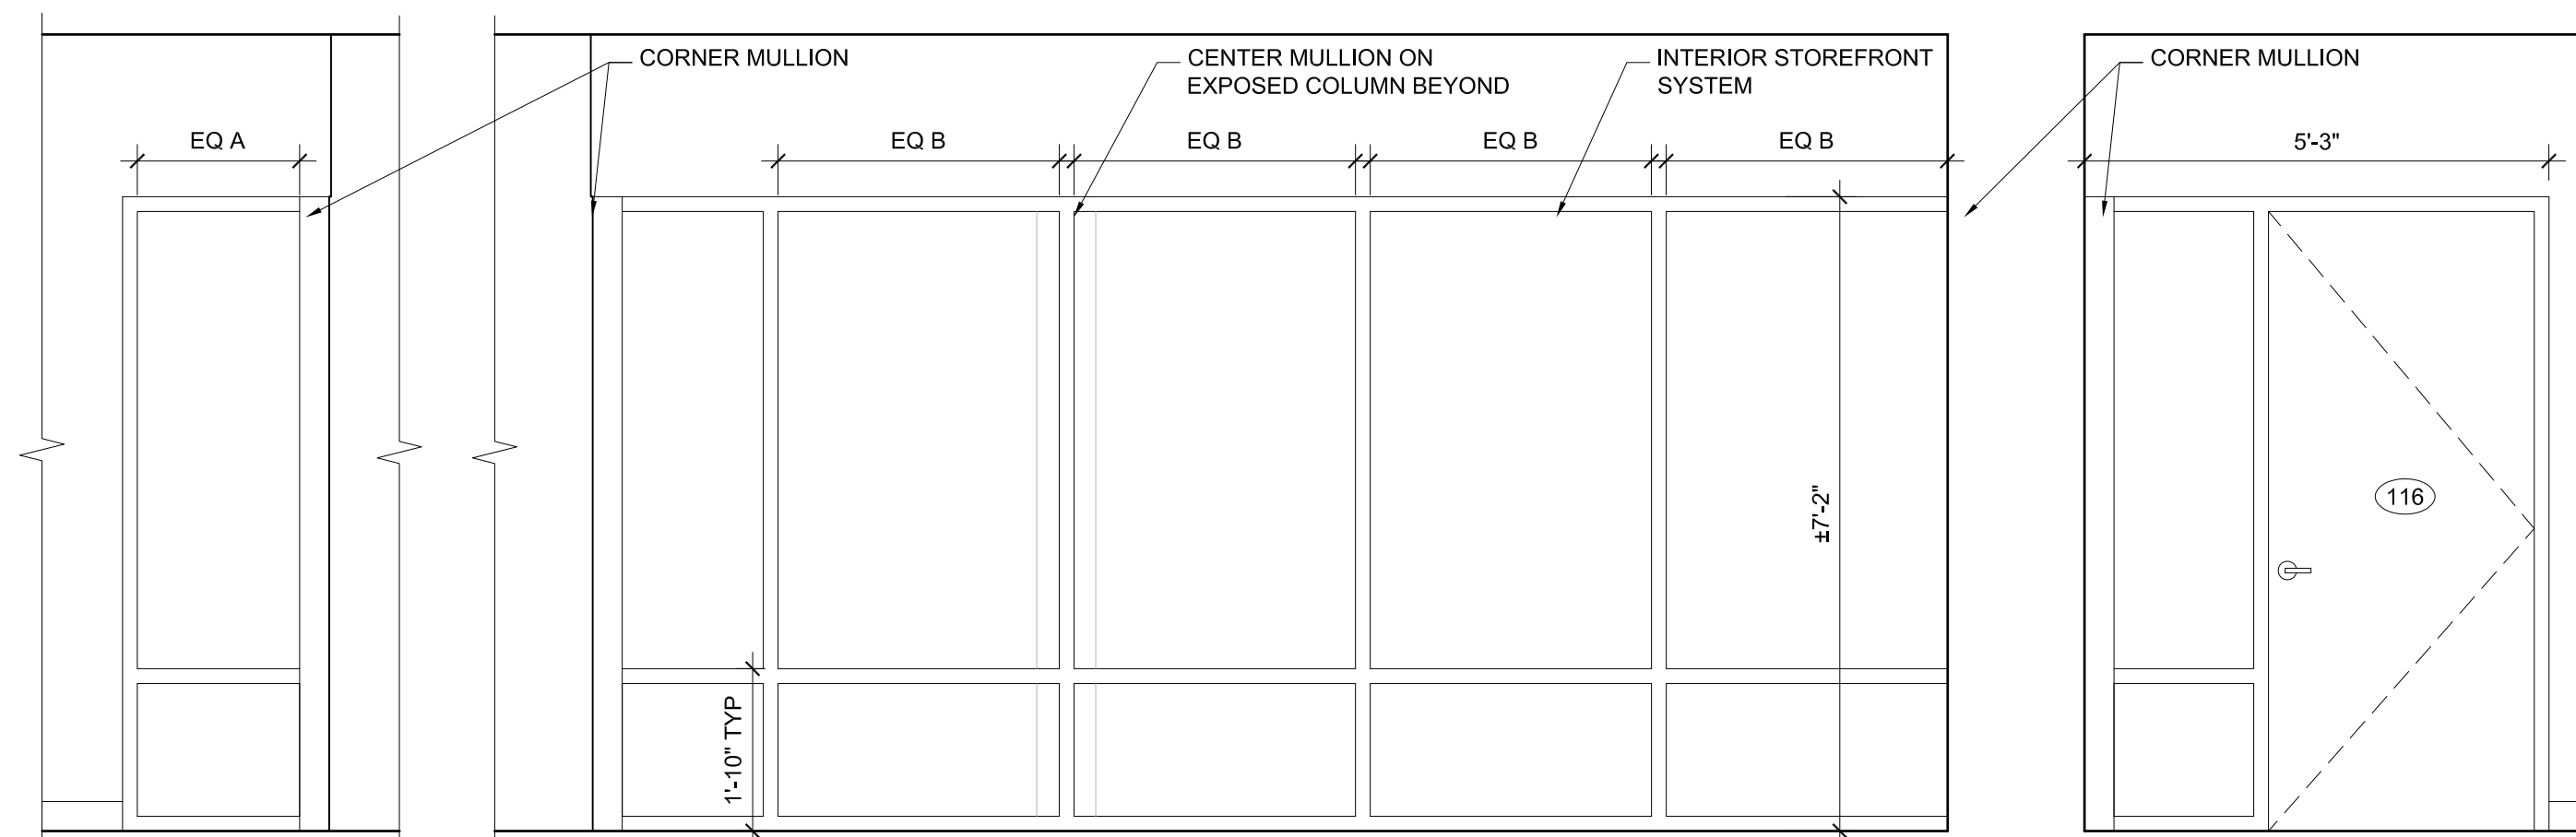 CORNER MULLION
CENTER MULLION ON
EXPOSED COLUMN BEYOND
INTERIOR STOREFRONT
SYSTEM
CORNER MULLION
EQ A
EQ B
EQ B
EQ B
EQ B
5'-3"
±7'-2"
116
1'-10" TYP